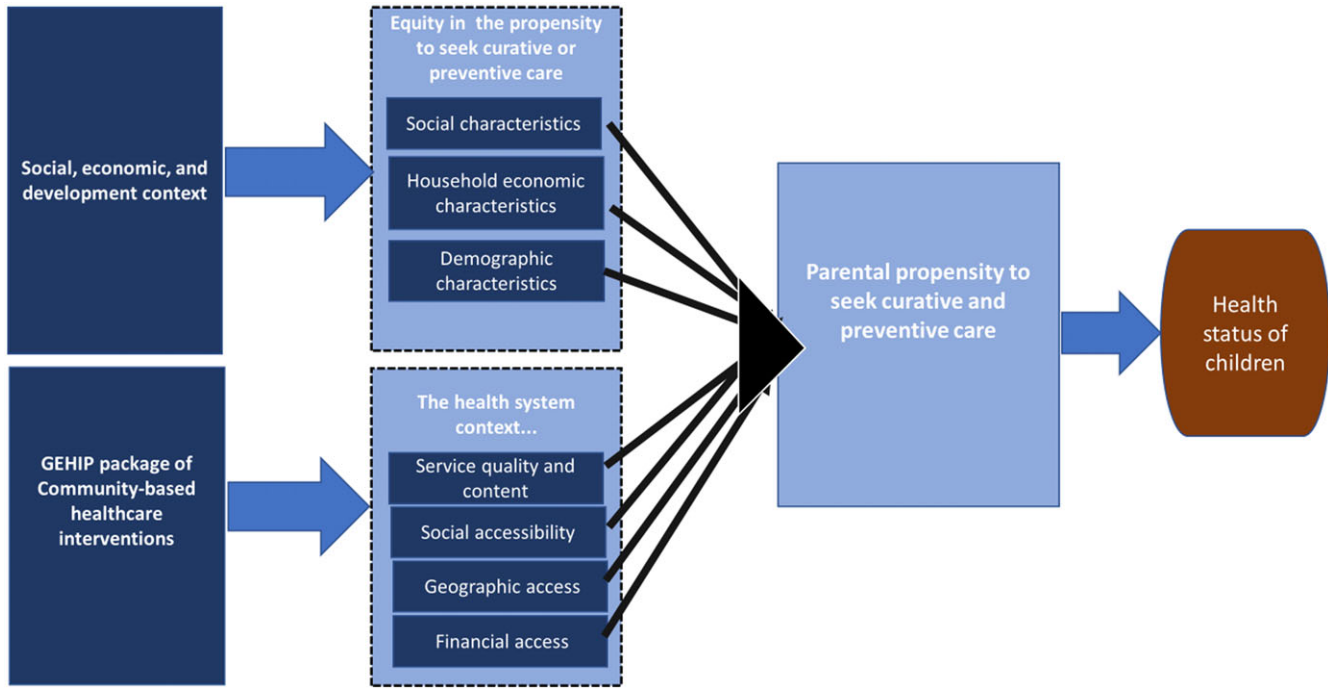 Social, economic, and
development context
Equity in the propensity
to seek curative or
preventive care
Social characteristics
Household economic
characteristics
Demographic
characteristics
GEHIP package of
Community-based
healthcare
interventions
The health system
context...
Service quality and
content
Social accessibility
Geographic access
Financial access
Parental propensity to
seek curative and
preventive care
Health
status of
children